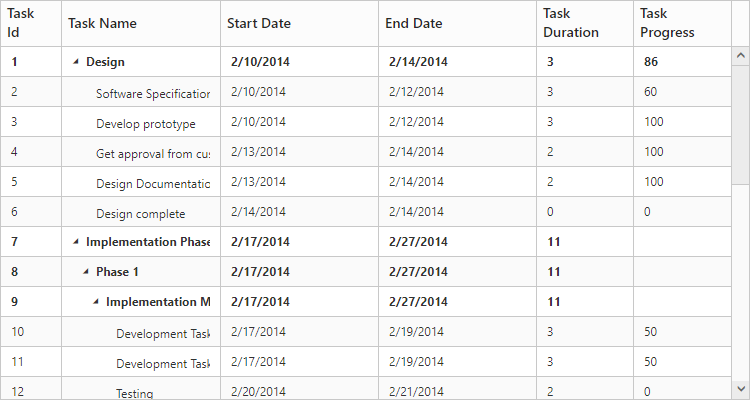 Task Id Task Name Start Date End Date Task Duration Task Progress
1 Design 2/10/2014 2/14/2014 3 86
2 Software Specification 2/10/2014 2/12/2014 3 60
3 Develop prototype 2/10/2014 2/12/2014 3 100
4 Get approval from cus 2/13/2014 2/14/2014 2 100
5 Design Documentatio 2/13/2014 2/14/2014 2 100
6 Design complete 2/14/2014 2/14/2014 0 0
7 Implementation Phase 2/17/2014 2/27/2014 11
8 Phase 1 2/17/2014 2/27/2014 11
9 Implementation M 2/17/2014 2/27/2014 11
10 Development Task 2/17/2014 2/19/2014 3 50
11 Development Task 2/17/2014 2/19/2014 3 50
12 Testing 2/20/2014 2/21/2014 2 0